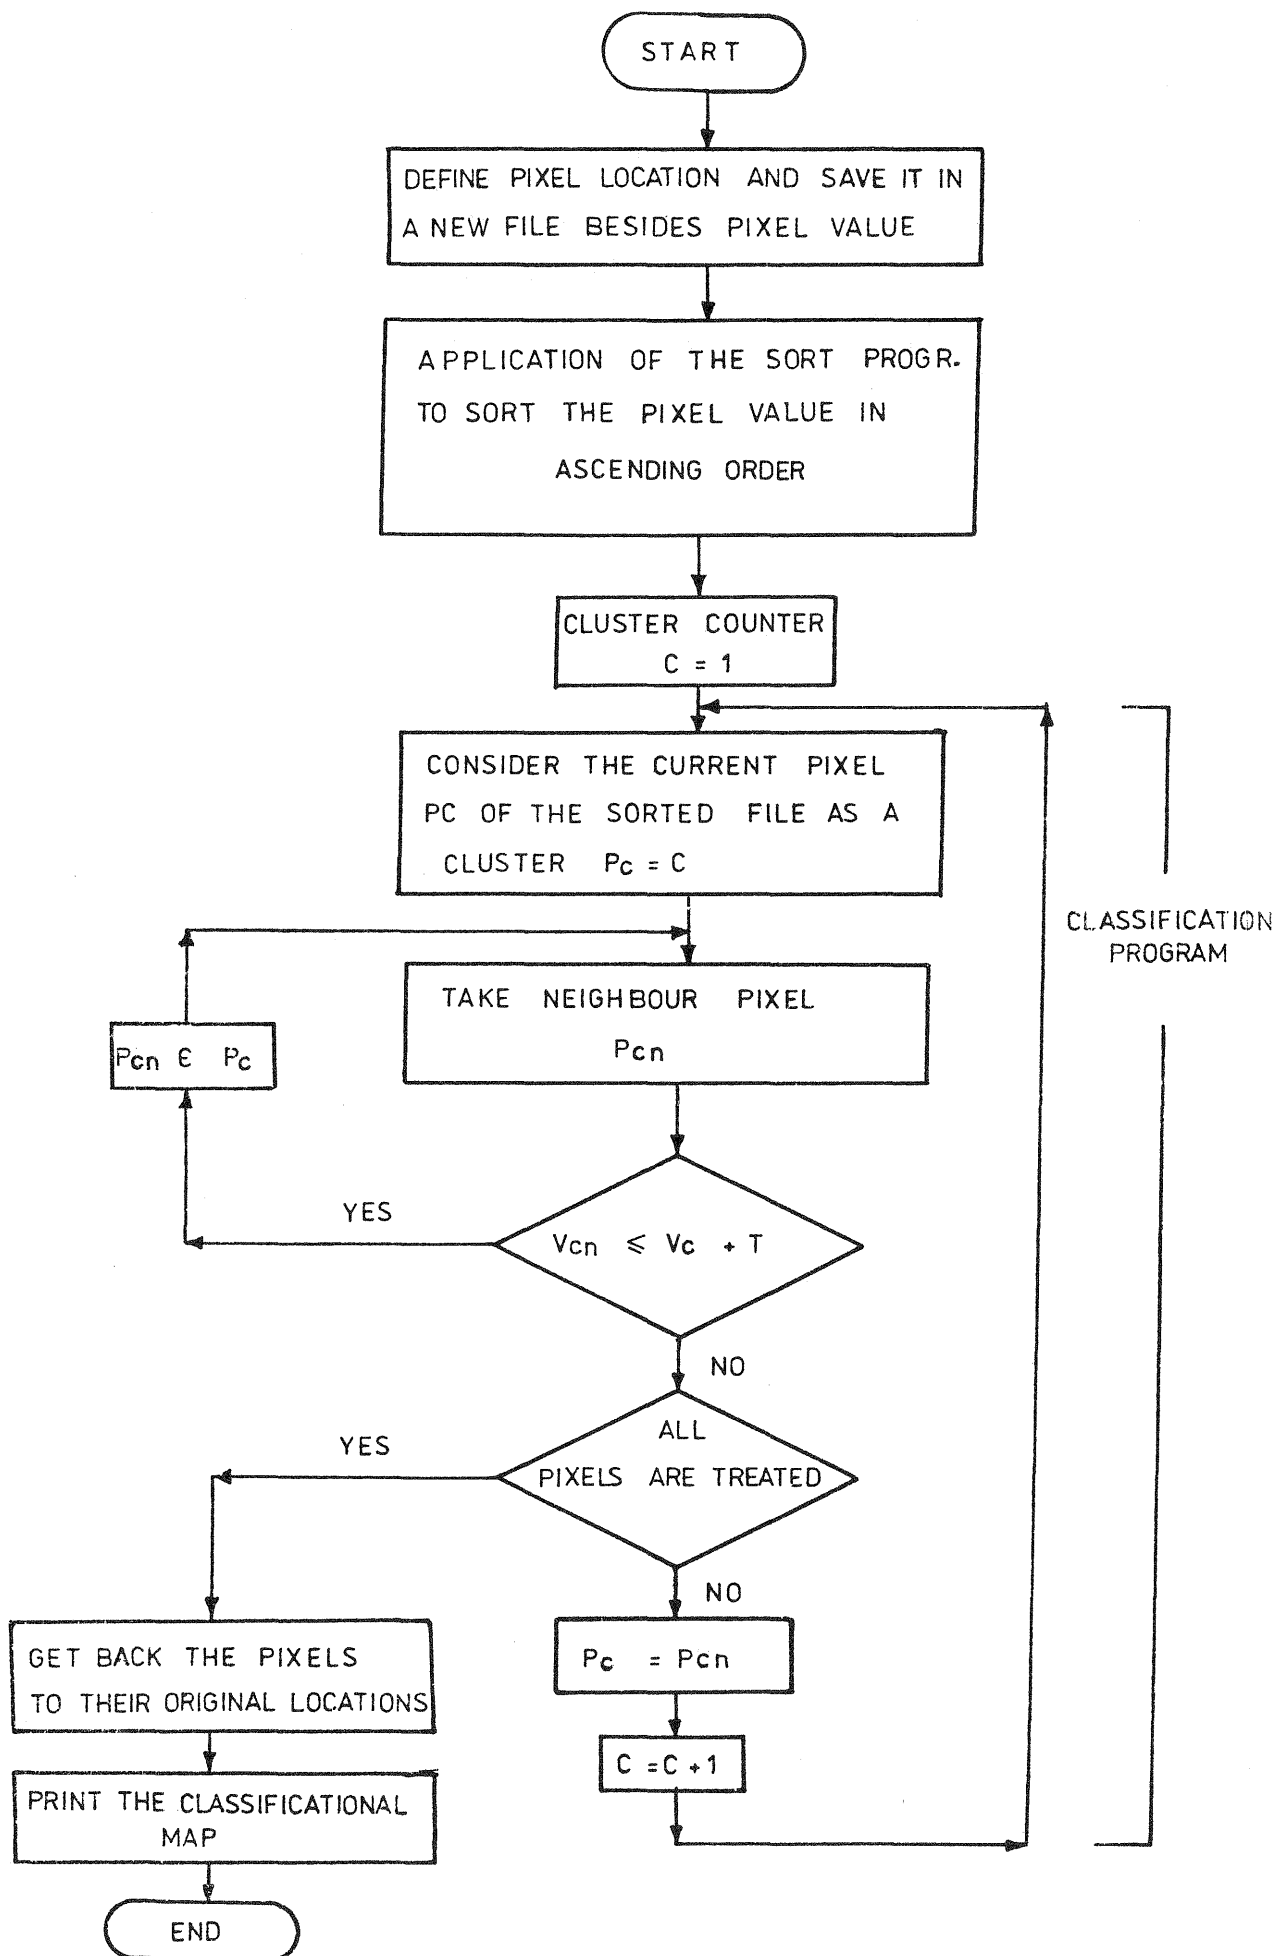 START
DEFINE PIXEL LOCATION AND SAVE IT IN
A NEW FILE BESIDES PIXEL VALUE
APPLICATION OF THE SORT PROGR.
TO SORT THE PIXEL VALUE IN
ASCENDING ORDER
CLUSTER COUNTER
C = 1
CONSIDER THE CURRENT PIXEL
PC OF THE SORTED FILE AS A
CLUSTER Pc = C
CLASSIFICATION
PROGRAM
TAKE NEIGHBOUR PIXEL
Pcn
Pcn € Pc
YES
Vcn ⩽ Vc + T
NO
YES
ALL
PIXELS ARE TREATED
NO
GET BACK THE PIXELS
TO THEIR ORIGINAL LOCATIONS
Pc = Pcn
C = C + 1
PRINT THE CLASSIFICATIONAL
MAP
END